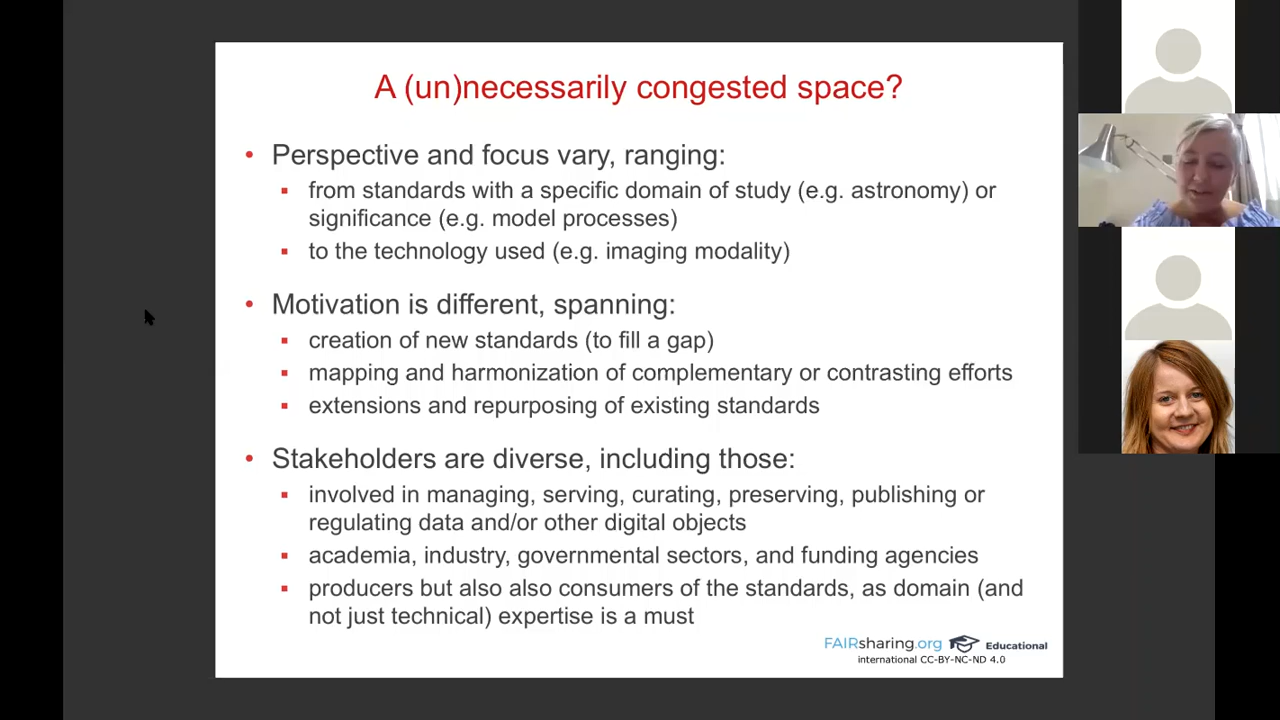 A (un)necessarily congested space?
• Perspective and focus vary, ranging:
▪ from standards with a specific domain of study (e.g. astronomy) or
significance (e.g. model processes)
▪ to the technology used (e.g. imaging modality)
• Motivation is different, spanning:
▪ creation of new standards (to fill a gap)
▪ mapping and harmonization of complementary or contrasting efforts
▪ extensions and repurposing of existing standards
• Stakeholders are diverse, including those:
▪ involved in managing, serving, curating, preserving, publishing or
regulating data and/or other digital objects
▪ academia, industry, governmental sectors, and funding agencies
▪ producers but also also consumers of the standards, as domain (and
not just technical) expertise is a must
FAIRsharing.org Educational
international CC-BY-NC-ND 4.0